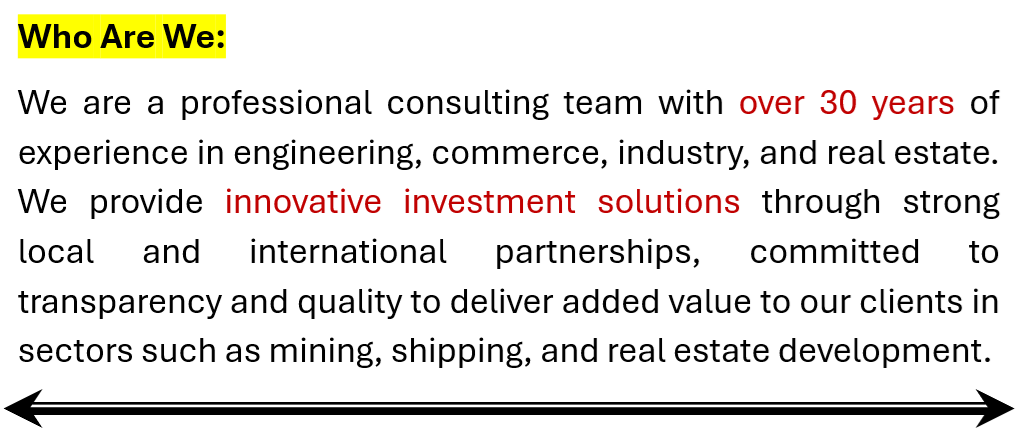 Who Are We:
We are a professional consulting team with over 30 years of
experience in engineering, commerce, industry, and real estate.
We provide innovative investment solutions through strong
local and international partnerships, committed to
transparency and quality to deliver added value to our clients in
sectors such as mining, shipping, and real estate development.